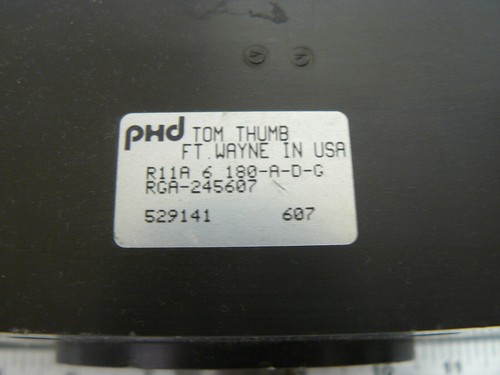 PHD TOM THUMB
FT. WAYNE IN USA
R11A 6 180-A-D-G
RGA-245607
529141 607